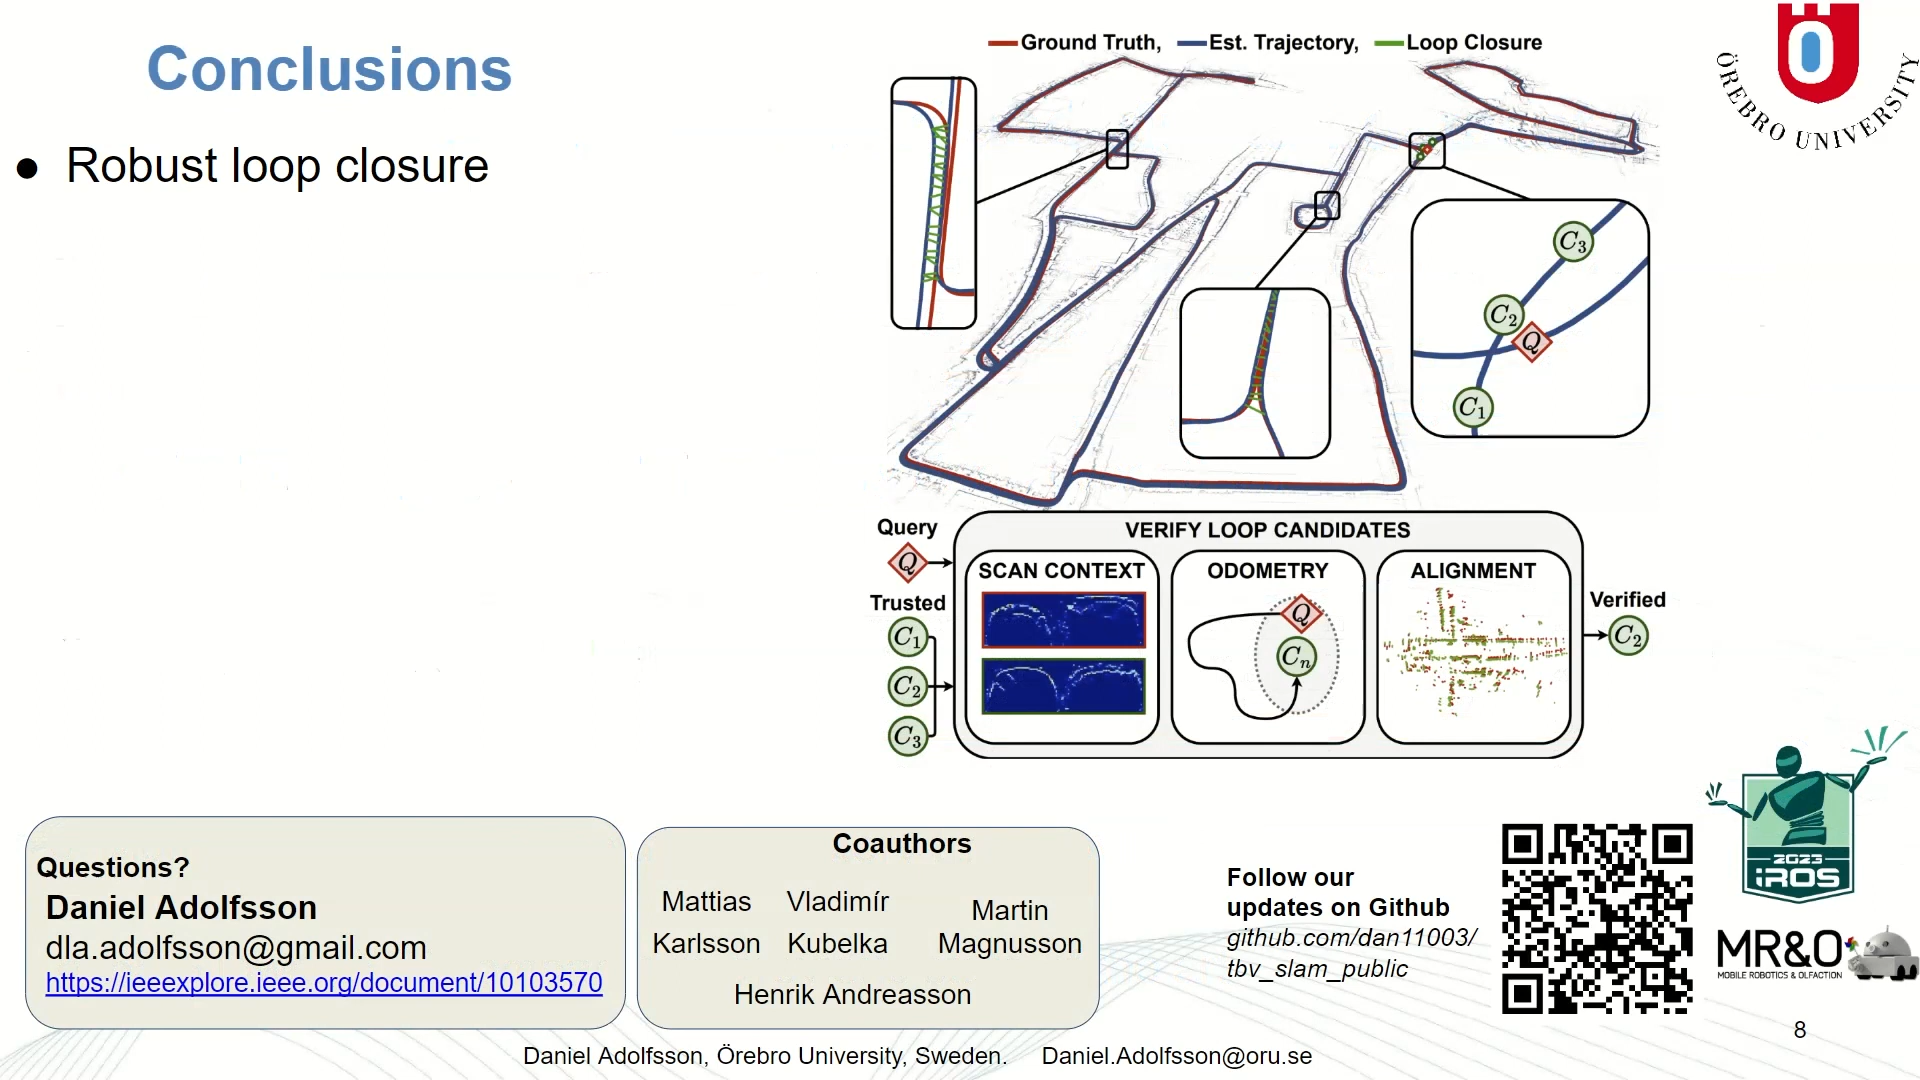 Conclusions
● Robust loop closure
Ground Truth, Est. Trajectory, Loop Closure
C3
C2
Q
C1
Query
Q
Trusted
C1
C2
C3
VERIFY LOOP CANDIDATES
SCAN CONTEXT
ODOMETRY
Q
Cn
ALIGNMENT
Verified
C2
ÖREBRO UNIVERSITY
Questions?
Daniel Adolfsson
dla.adolfsson@gmail.com
https://ieeexplore.ieee.org/document/10103570
Coauthors
Mattias Karlsson
Vladimír Kubelka
Martin Magnusson
Henrik Andreasson
Follow our
updates on Github
github.com/dan11003/
tbv_slam_public
2023
IROS
MR&O
MOBILE ROBOTICS & OLFACTION
8
Daniel Adolfsson, Örebro University, Sweden. Daniel.Adolfsson@oru.se